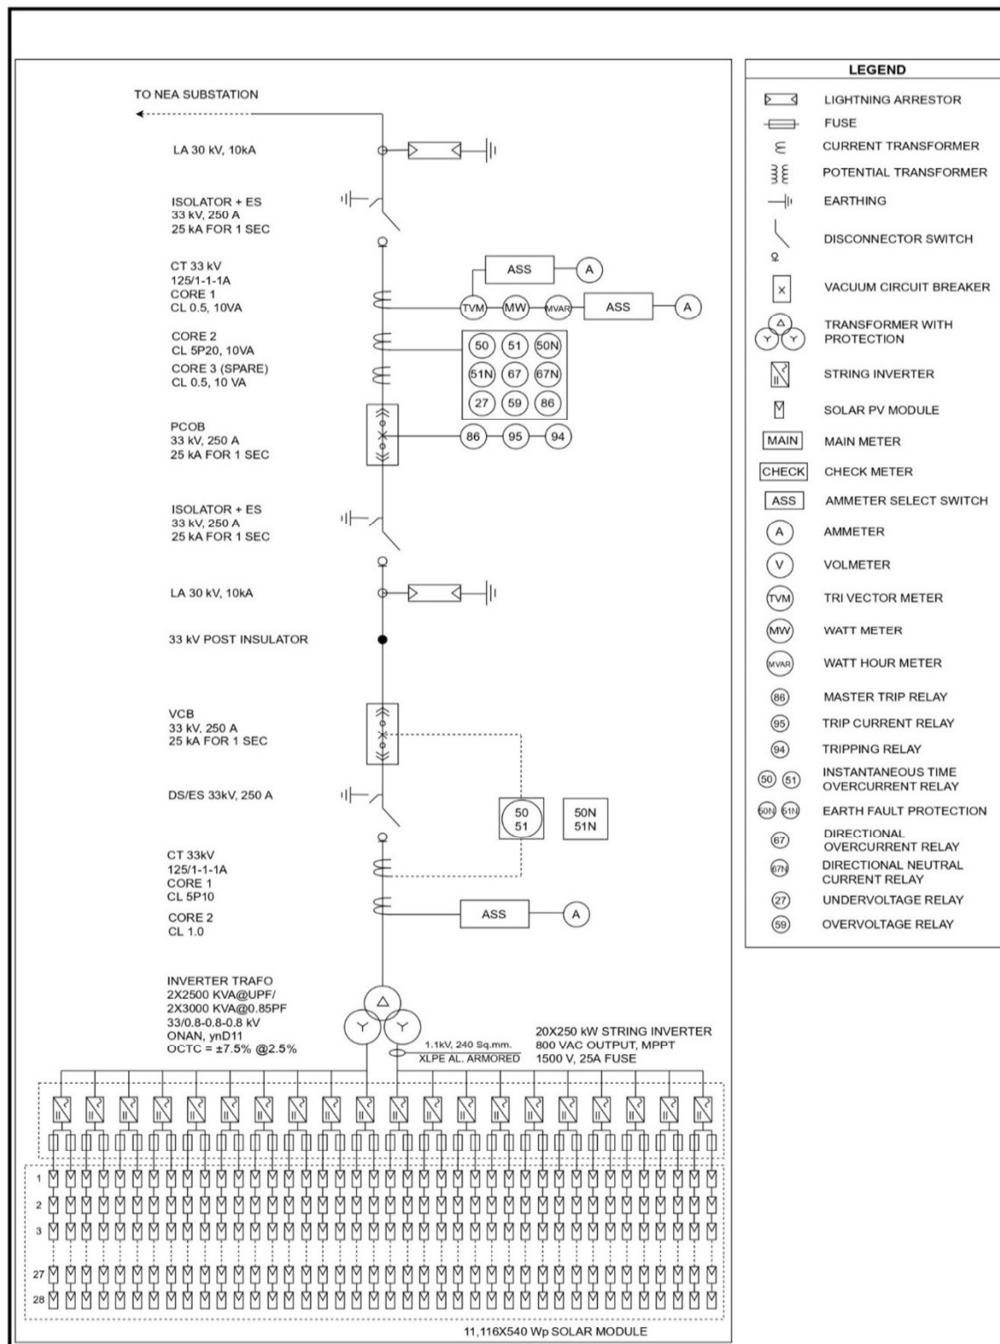 TO NEA SUBSTATION
LA 30 kV, 10kA
ISOLATOR + ES
33 kV, 250 A
25 kA FOR 1 SEC
CT 33 kV
125/1-1-1A
CORE 1
CL 0.5, 10VA
ASS
A
TVM
MW
MVAR
ASS
A
CORE 2
CL 5P20, 10VA
CORE 3 (SPARE)
CL 0.5, 10 VA
50
51
50N
51N
67
67N
27
59
86
PCOB
33 kV, 250 A
25 kA FOR 1 SEC
86
95
94
ISOLATOR + ES
33 kV, 250 A
25 kA FOR 1 SEC
LA 30 kV, 10kA
33 kV POST INSULATOR
VCB
33 kV, 250 A
25 kA FOR 1 SEC
DS/ES 33kV, 250 A
50
51
50N
51N
CT 33kV
125/1-1-1A
CORE 1
CL 5P10
CORE 2
CL 1.0
ASS
A
INVERTER TRAFO
2X2500 KVA@UPF/
2X3000 KVA@0.85PF
33/0.8-0.8-0.8 kV
ONAN, ynD11
OCTC = ±7.5% @2.5%
1.1kV, 240 Sq.mm.
XLPE AL. ARMORED
20X250 kW STRING INVERTER
800 VAC OUTPUT, MPPT
1500 V, 25A FUSE
1
2
3
27
28
11,116X540 Wp SOLAR MODULE
LEGEND
LIGHTNING ARRESTOR
FUSE
CURRENT TRANSFORMER
POTENTIAL TRANSFORMER
EARTHING
DISCONNECTOR SWITCH
VACUUM CIRCUIT BREAKER
TRANSFORMER WITH
PROTECTION
STRING INVERTER
SOLAR PV MODULE
MAIN MAIN METER
CHECK CHECK METER
ASS AMMETER SELECT SWITCH
A AMMETER
V VOLMETER
TVM TRI VECTOR METER
MW WATT METER
MVAR WATT HOUR METER
86 MASTER TRIP RELAY
95 TRIP CURRENT RELAY
94 TRIPPING RELAY
50 51 INSTANTANEOUS TIME
OVERCURRENT RELAY
50N 51N EARTH FAULT PROTECTION
67 DIRECTIONAL
OVERCURRENT RELAY
67N DIRECTIONAL NEUTRAL
CURRENT RELAY
27 UNDERVOLTAGE RELAY
59 OVERVOLTAGE RELAY